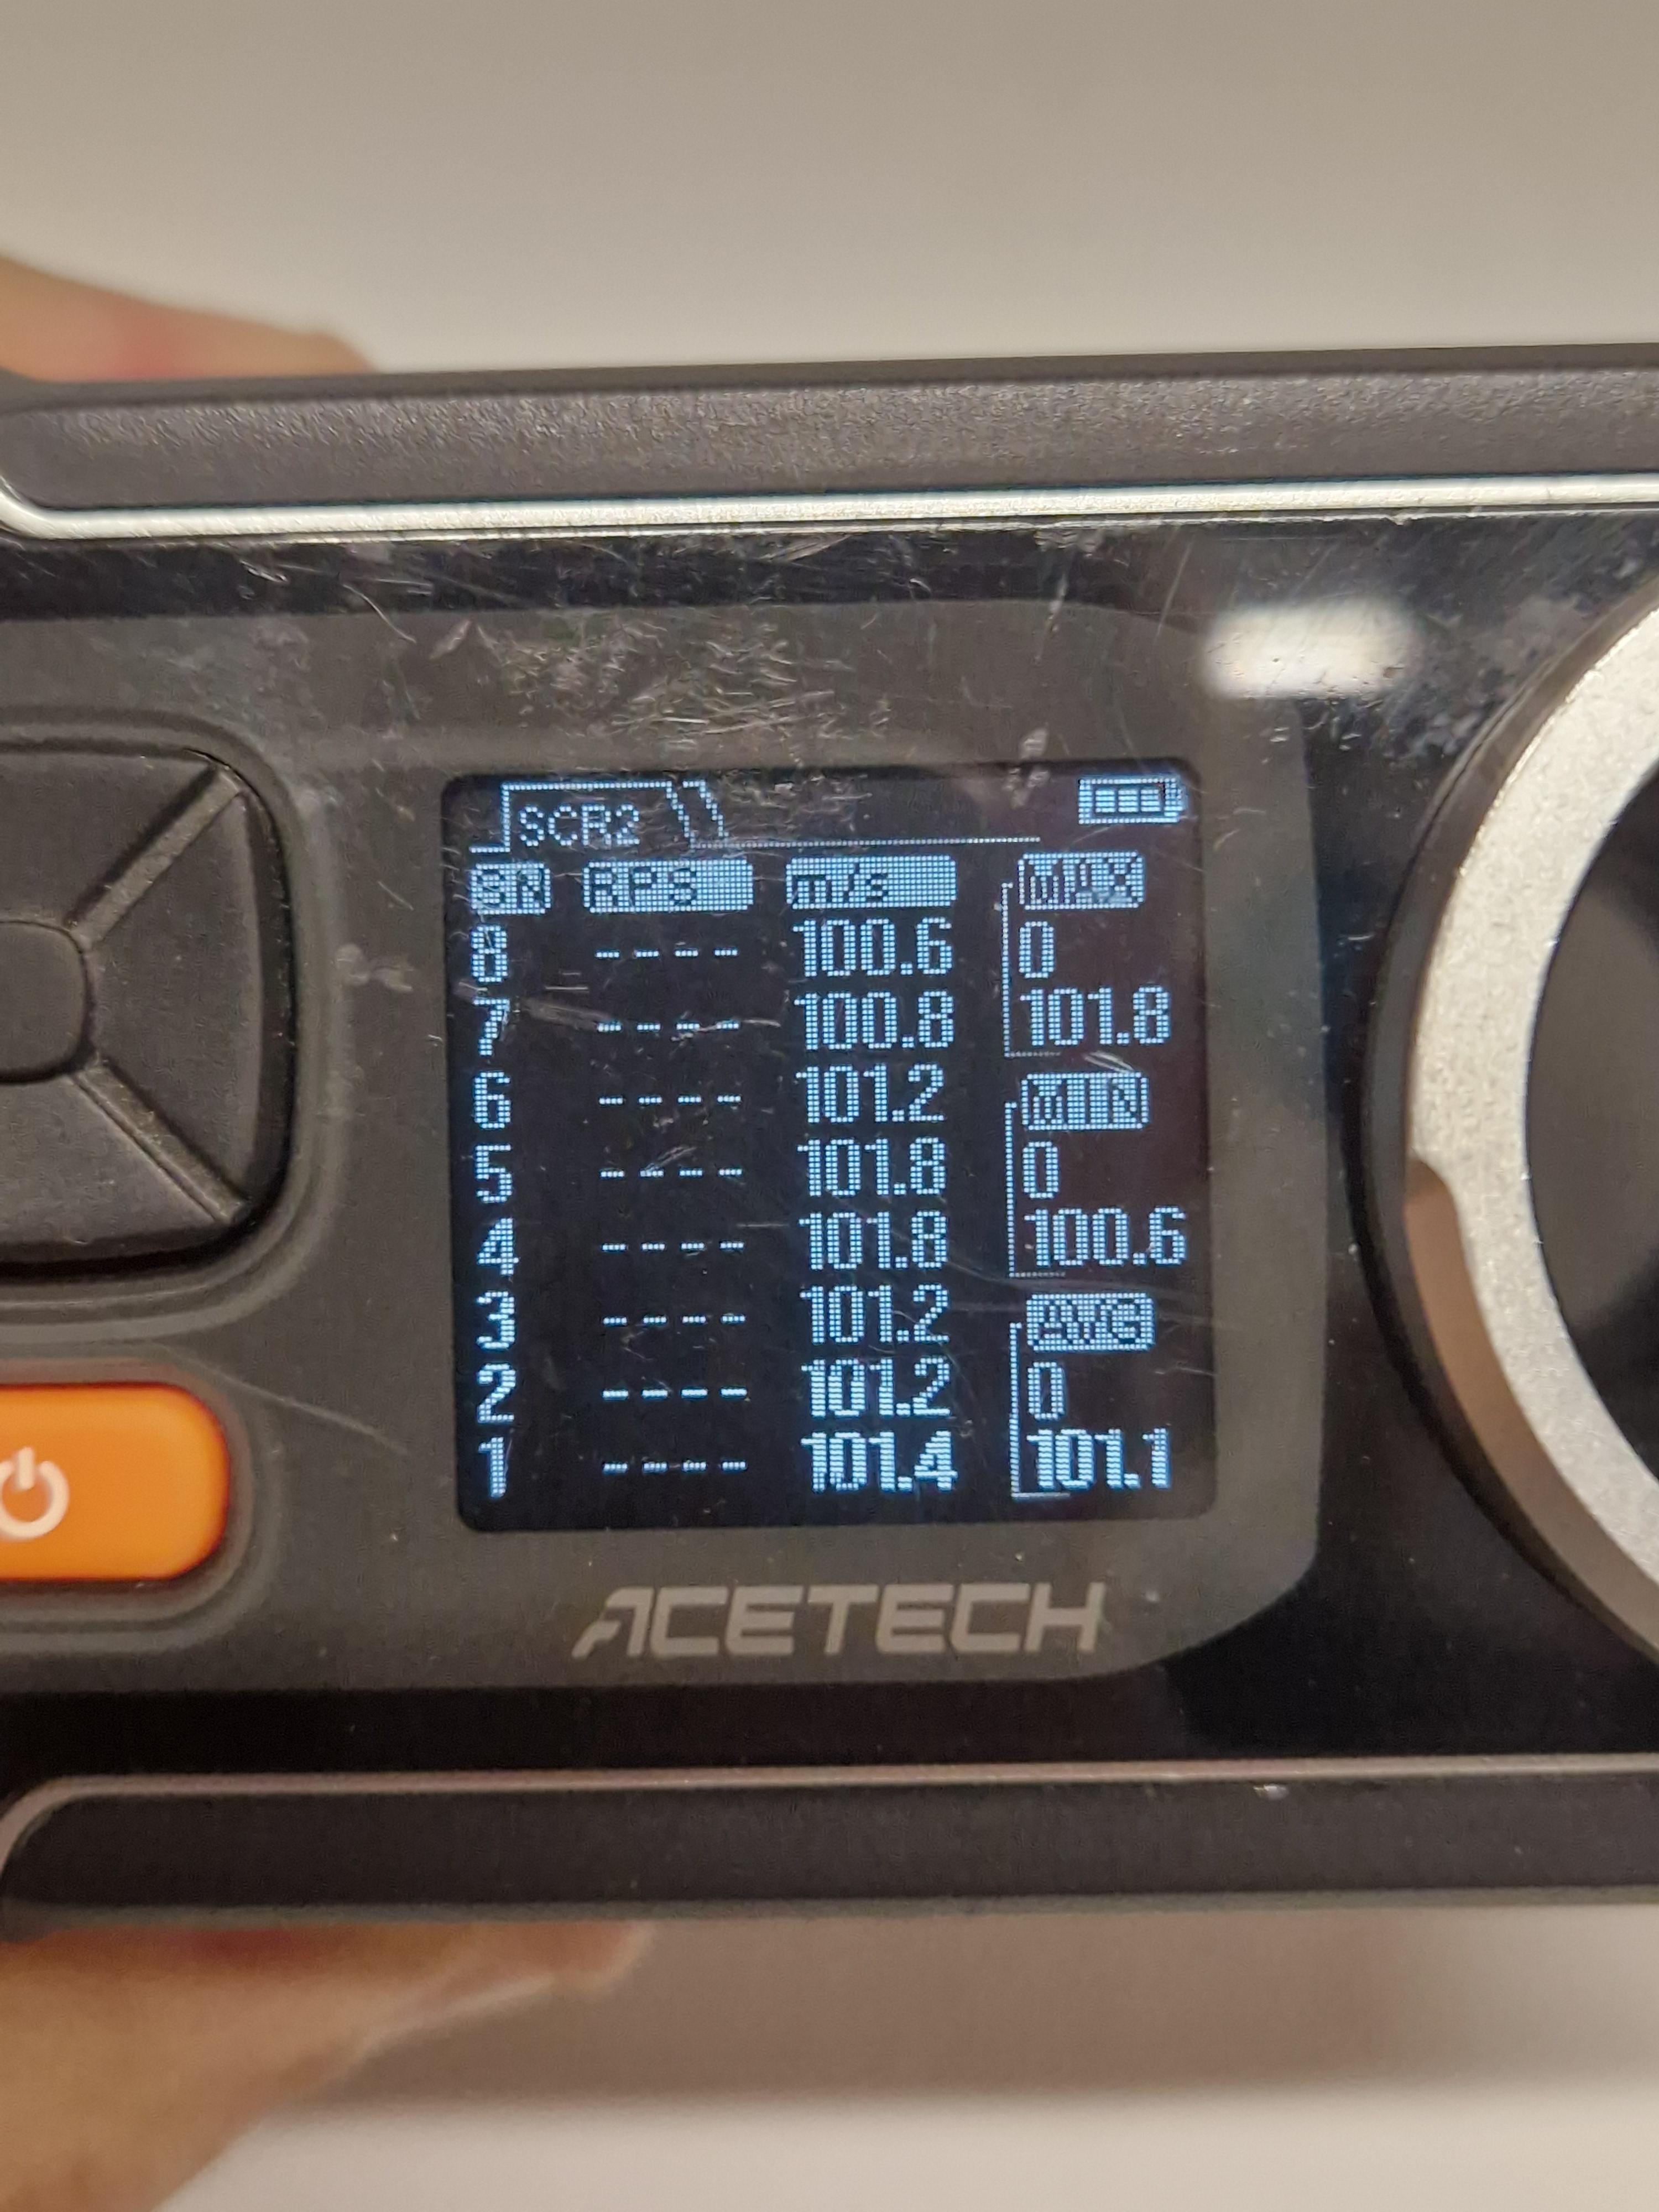 SCR2
SN RPS m/s MAX
8 ---- 100.6 0
7 ---- 100.8 101.8
6 ---- 101.2 MIN
5 ---- 101.8 0
4 ---- 101.8 100.6
3 ---- 101.2 AVG
2 ---- 101.2 0
1 ---- 101.4 101.1
ACETECH